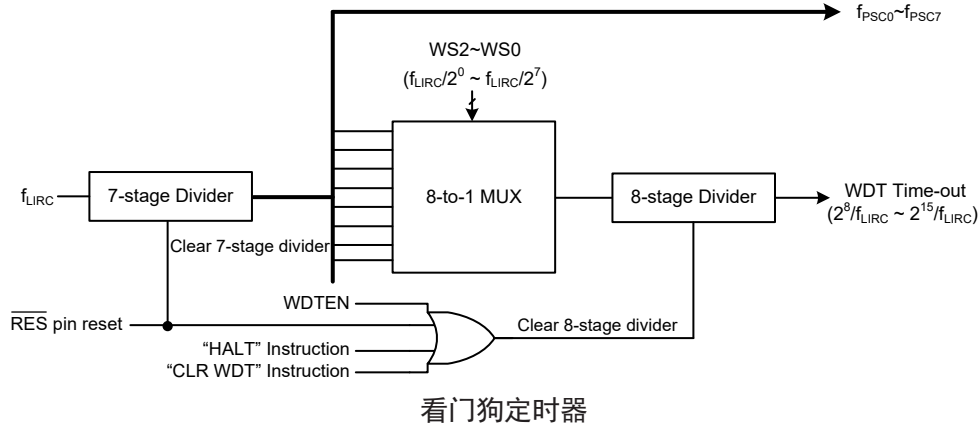 fPSC0~fPSC7
WS2~WS0
(fLIRC/2^0 ~ fLIRC/2^7)
fLIRC
7-stage Divider
8-to-1 MUX
8-stage Divider
WDT Time-out
(2^8/fLIRC ~ 2^15/fLIRC)
Clear 7-stage divider
WDTEN
RES pin reset
Clear 8-stage divider
“HALT” Instruction
“CLR WDT” Instruction
看门狗定时器